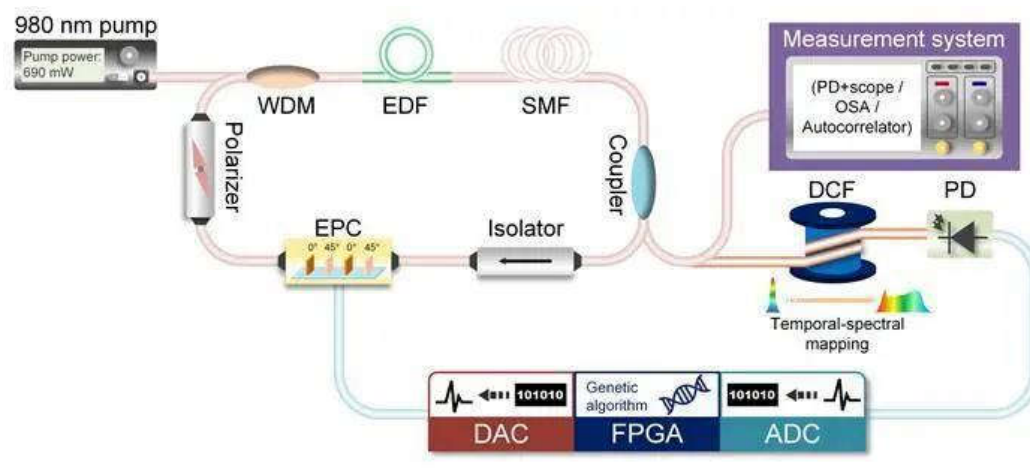 980 nm pump
Pump power:
690 mW
WDM
EDF
SMF
Measurement system
(PD+scope /
OSA /
Autocorrelator)
Polarizer
Coupler
DCF
PD
EPC
0° 45° 0° 45°
Isolator
Temporal-spectral
mapping
101010
Genetic
algorithm
101010
DAC
FPGA
ADC